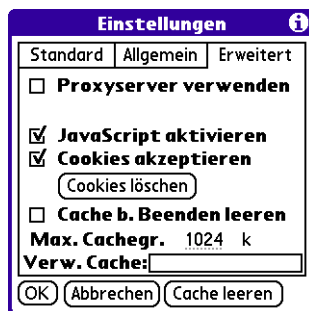 Einstellungen i
Standard Allgemein Erweitert
Proxyserver verwenden
JavaScript aktivieren
Cookies akzeptieren
Cookies löschen
Cache b. Beenden leeren
Max. Cachegr. 1024 k
Verw. Cache:
OK Abbrechen Cache leeren